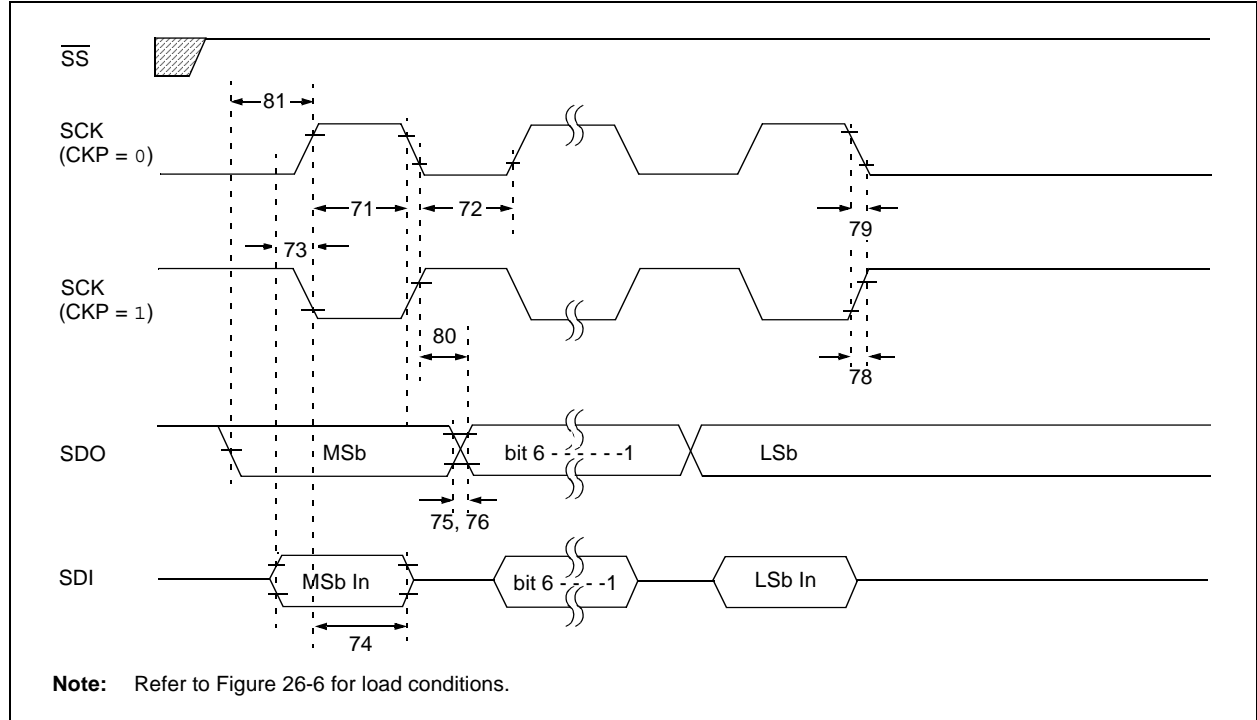 SS
81
SCK
(CKP = 0)
71
72
79
73
SCK
(CKP = 1)
80
78
SDO
MSb
bit 6 - - - - - -1
LSb
75, 76
SDI
MSb In
bit 6 - - - - -1
LSb In
74
Note: Refer to Figure 26-6 for load conditions.